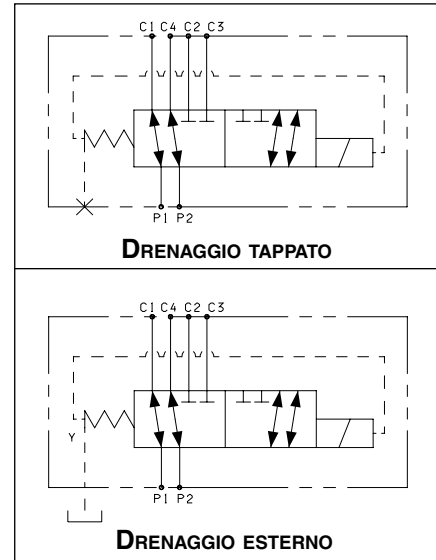 C1 C4 C2 C3
P1 P2
DRENAGGIO TAPPATO
C1 C4 C2 C3
Y
P1 P2
DRENAGGIO ESTERNO